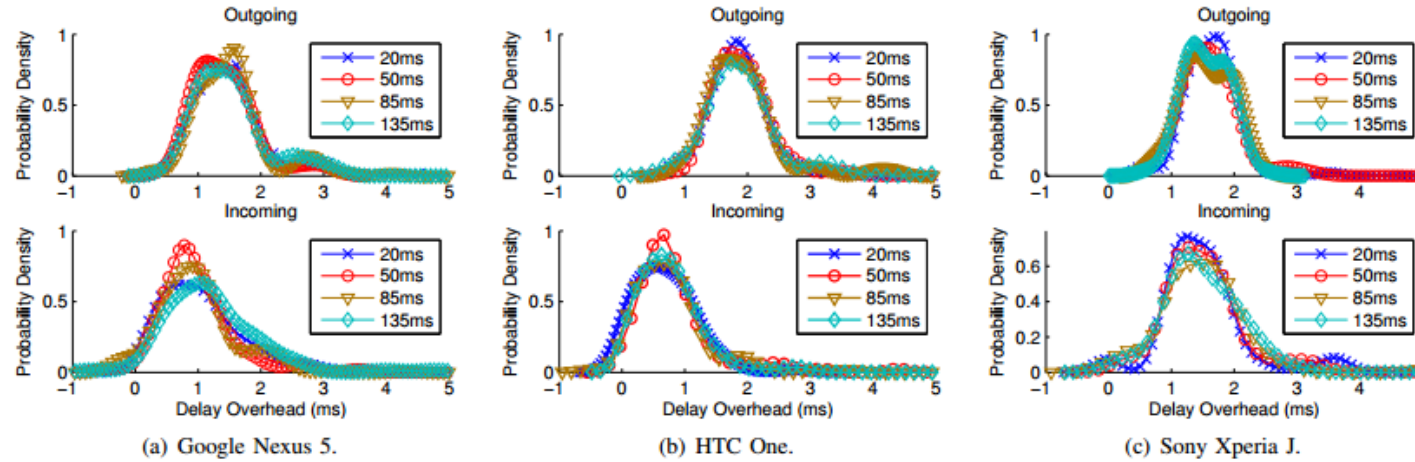 Outgoing
Probability Density
1
0.5
0
-1 0 1 2 3 4 5
20ms
50ms
85ms
135ms
Incoming
Probability Density
1
0.5
0
-1 0 1 2 3 4 5
Delay Overhead (ms)
20ms
50ms
85ms
135ms
(a) Google Nexus 5.
Outgoing
Probability Density
1
0.5
0
-1 0 1 2 3 4 5
20ms
50ms
85ms
135ms
Incoming
Probability Density
1
0.5
0
-1 0 1 2 3 4 5
Delay Overhead (ms)
20ms
50ms
85ms
135ms
(b) HTC One.
Outgoing
Probability Density
1
0.5
0
-1 0 1 2 3 4
20ms
50ms
85ms
135ms
Incoming
Probability Density
0.6
0.4
0.2
0
-1 0 1 2 3 4
Delay Overhead (ms)
20ms
50ms
85ms
135ms
(c) Sony Xperia J.